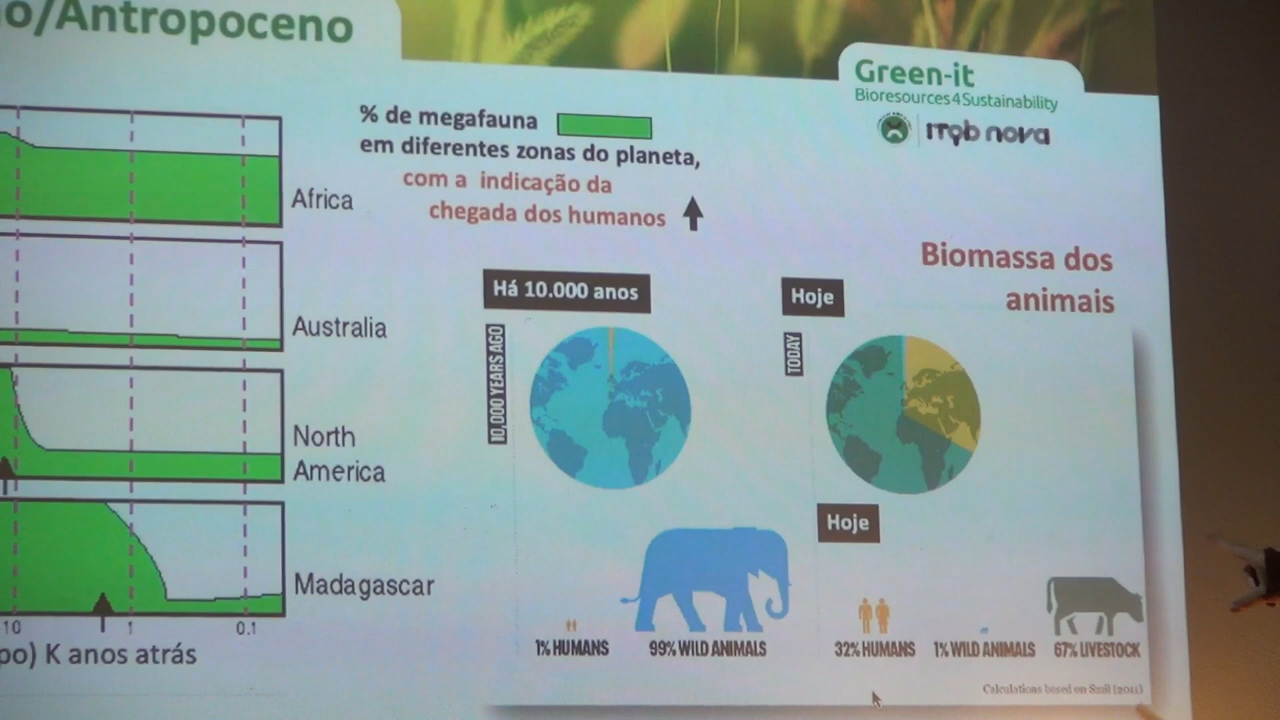 o/Antropoceno
Green-it
Bioresources4Sustainability
ITqb nova
% de megafauna
em diferentes zonas do planeta,
com a indicação da
chegada dos humanos
Africa
Australia
North
America
Madagascar
10 1 0.1
po) K anos atrás
Biomassa dos
animais
Há 10.000 anos
10,000 YEARS AGO
1% HUMANS
99% WILD ANIMALS
Hoje
TODAY
Hoje
32% HUMANS
1% WILD ANIMALS
67% LIVESTOCK
Calculations based on Smil (2011)